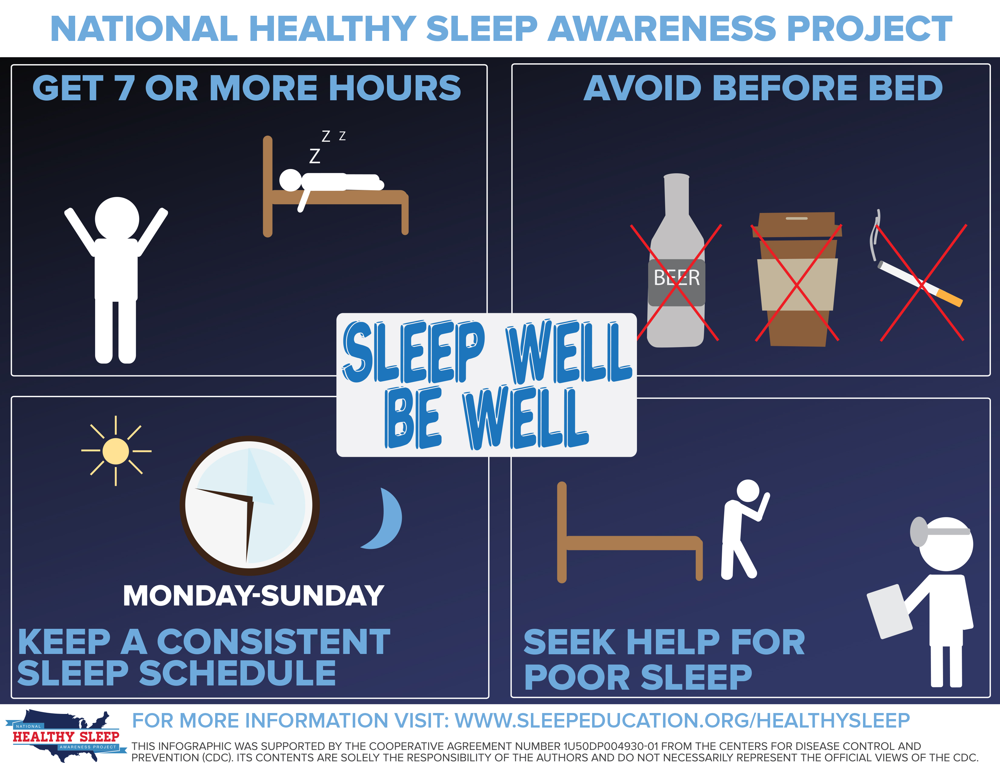 NATIONAL HEALTHY SLEEP AWARENESS PROJECT
GET 7 OR MORE HOURS
Z Z
Z
AVOID BEFORE BED
BEER
SLEEP WELL
BE WELL
MONDAY-SUNDAY
KEEP A CONSISTENT
SLEEP SCHEDULE
SEEK HELP FOR
POOR SLEEP
NATIONAL
HEALTHY SLEEP
AWARENESS PROJECT
FOR MORE INFORMATION VISIT: WWW.SLEEPEDUCATION.ORG/HEALTHYSLEEP
THIS INFOGRAPHIC WAS SUPPORTED BY THE COOPERATIVE AGREEMENT NUMBER 1U50DP004930-01 FROM THE CENTERS FOR DISEASE CONTROL AND
PREVENTION (CDC). ITS CONTENTS ARE SOLELY THE RESPONSIBILITY OF THE AUTHORS AND DO NOT NECESSARILY REPRESENT THE OFFICIAL VIEWS OF THE CDC.